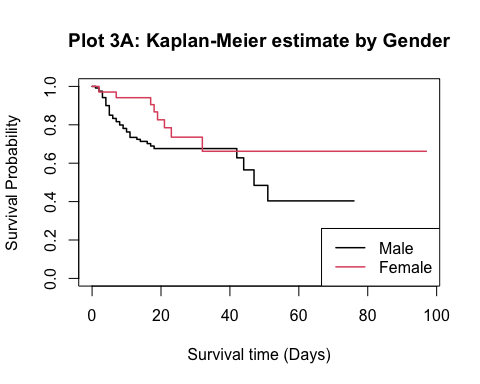 Plot 3A: Kaplan-Meier estimate by Gender
Survival Probability
1.0
0.8
0.6
0.4
0.2
0.0
Male
Female
0 20 40 60 80 100
Survival time (Days)